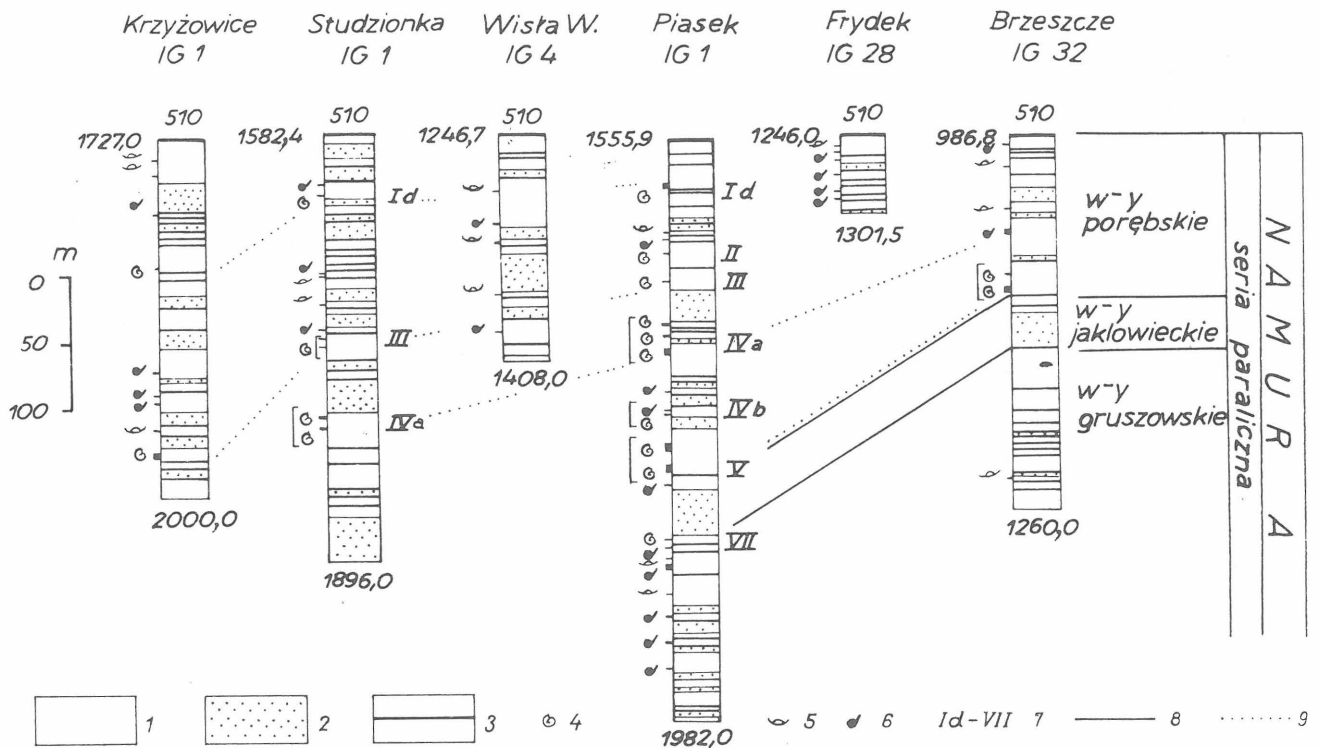 Krzyżowice IG 1
Studzionka IG 1
Wisła W. IG 4
Piasek IG 1
Frydek IG 28
Brzeszcze IG 32
510 510 510 510 510 510
1727,0 1582,4 1246,7 1555,9 1246,0 986,8
Id
Id
II
III
III
IVa
IVa
IVb
V
VII
m
0
50
100
2000,0
1896,0
1408,0
1982,0
1301,5
1260,0
w-y porębskie
w-y jaklowieckie
w-y gruszowskie
seria paraliczna
NAMUR A
1 2 3 4 5 6 Id-VII 7 8 9